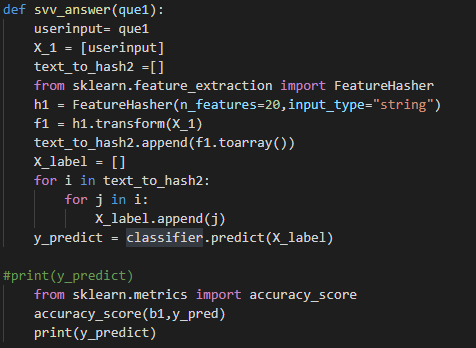 def svv_answer(que1):
    userinput= que1
    X_1 = [userinput]
    text_to_hash2 =[]
    from sklearn.feature_extraction import FeatureHasher
    h1 = FeatureHasher(n_features=20,input_type="string")
    f1 = h1.transform(X_1)
    text_to_hash2.append(f1.toarray())
    X_label = []
    for i in text_to_hash2:
        for j in i:
            X_label.append(j)
    y_predict = classifier.predict(X_label)

#print(y_predict)
    from sklearn.metrics import accuracy_score
    accuracy_score(b1,y_pred)
    print(y_predict)